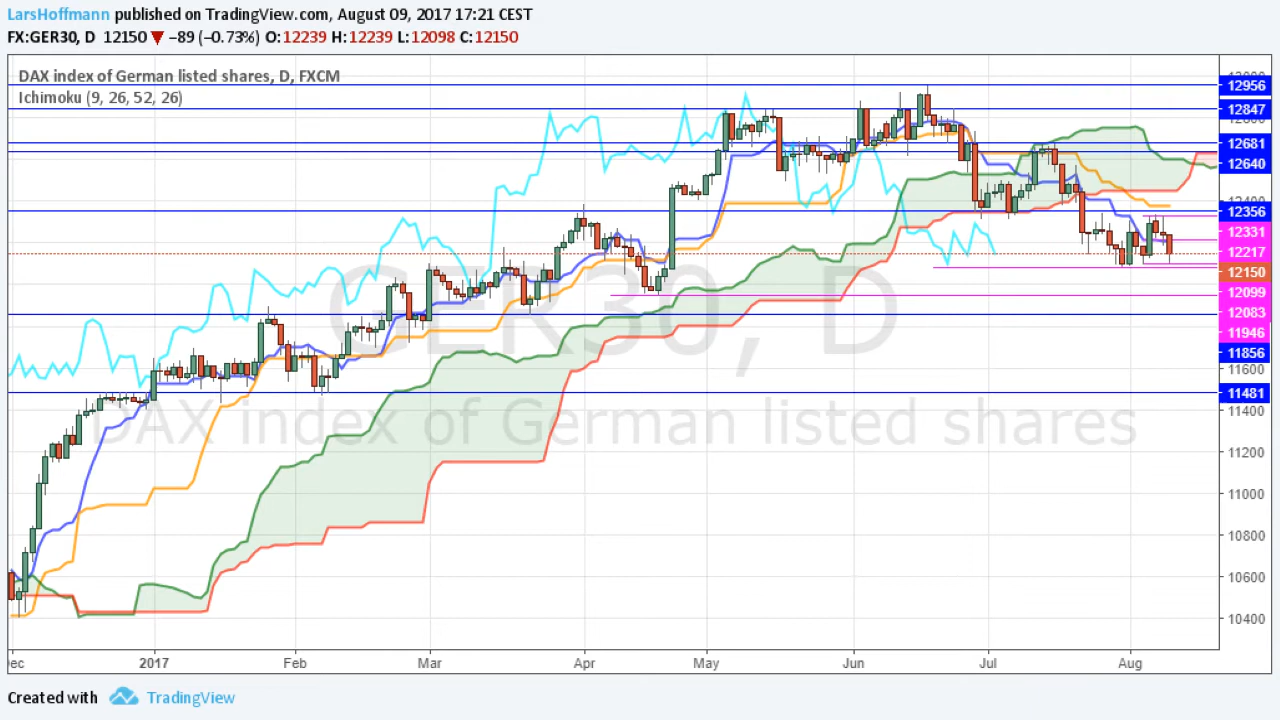 LarsHoffmann published on TradingView.com, August 09, 2017 17:21 CEST
FX:GER30, D 12150 ▼ −89 (−0.73%) O:12239 H:12239 L:12098 C:12150
DAX index of German listed shares, D, FXCM
Ichimoku (9, 26, 52, 26)
GER30, D
DAX index of German listed shares
12956
12847
12681
12640
12400
12356
12331
12217
12150
12099
12083
11946
11856
11600
11481
11400
11200
11000
10800
10600
10400
ec 2017 Feb Mar Apr May Jun Jul Aug
Created with TradingView